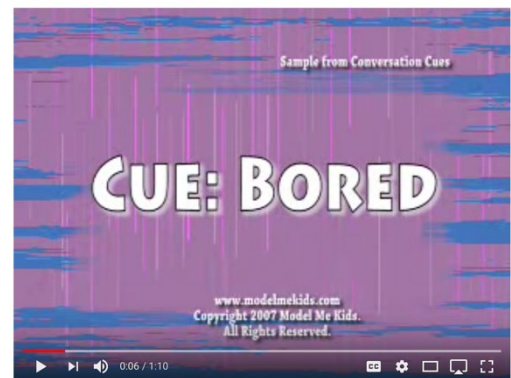 Sample from Conversation Cues
CUE: BORED
www.modelmekids.com
Copyright 2007 Model Me Kids.
All Rights Reserved.
0:06 / 1:10
CC